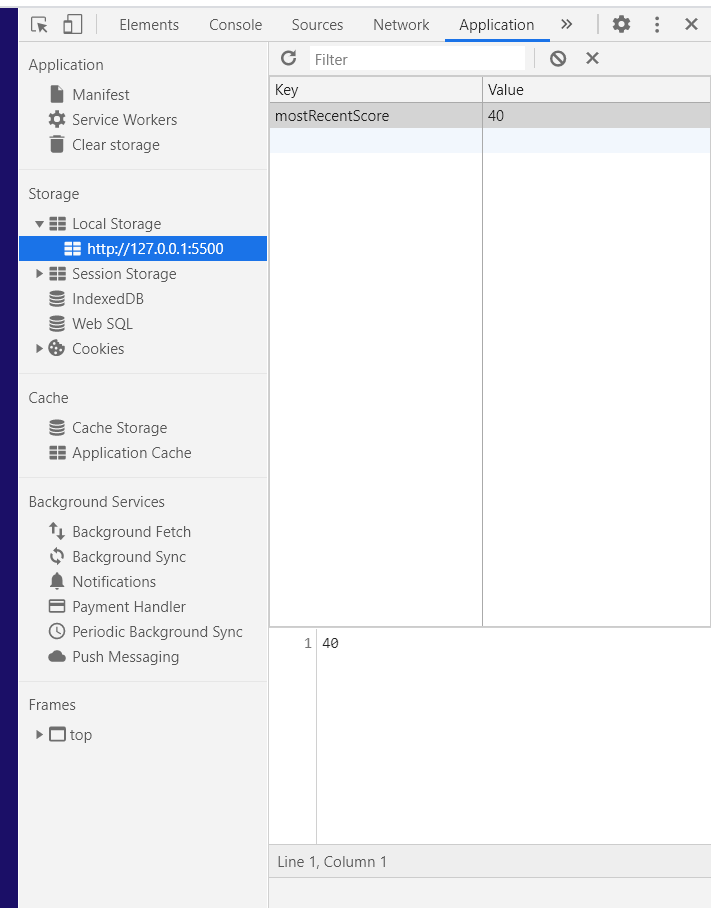 Elements Console Sources Network Application
Application
Manifest
Service Workers
Clear storage
Storage
Local Storage
http://127.0.0.1:5500
Session Storage
IndexedDB
Web SQL
Cookies
Cache
Cache Storage
Application Cache
Background Services
Background Fetch
Background Sync
Notifications
Payment Handler
Periodic Background Sync
Push Messaging
Frames
top
Filter
Key Value
mostRecentScore 40
1 40
Line 1, Column 1